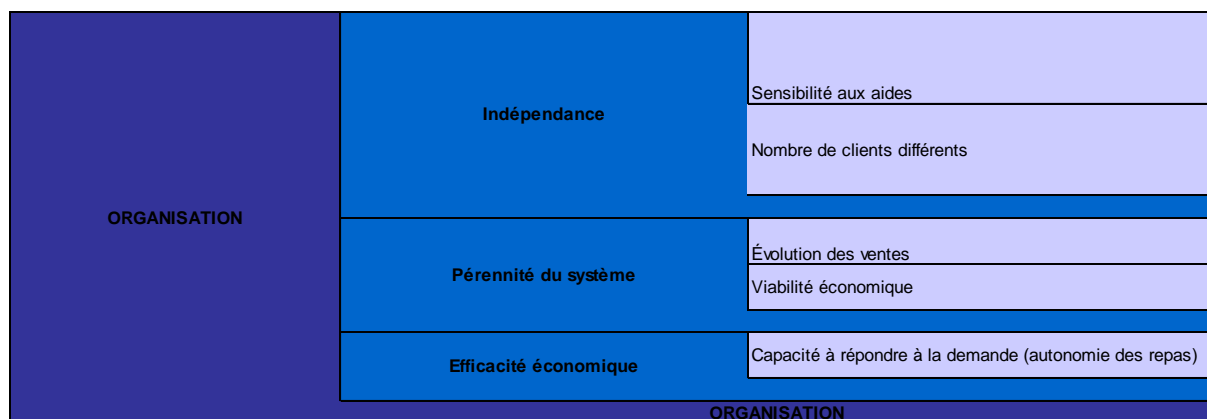 Sensibilité aux aides
Indépendance
Nombre de clients différents
ORGANISATION
Évolution des ventes
Pérennité du système
Viabilité économique
Capacité à répondre à la demande (autonomie des repas)
Efficacité économique
ORGANISATION